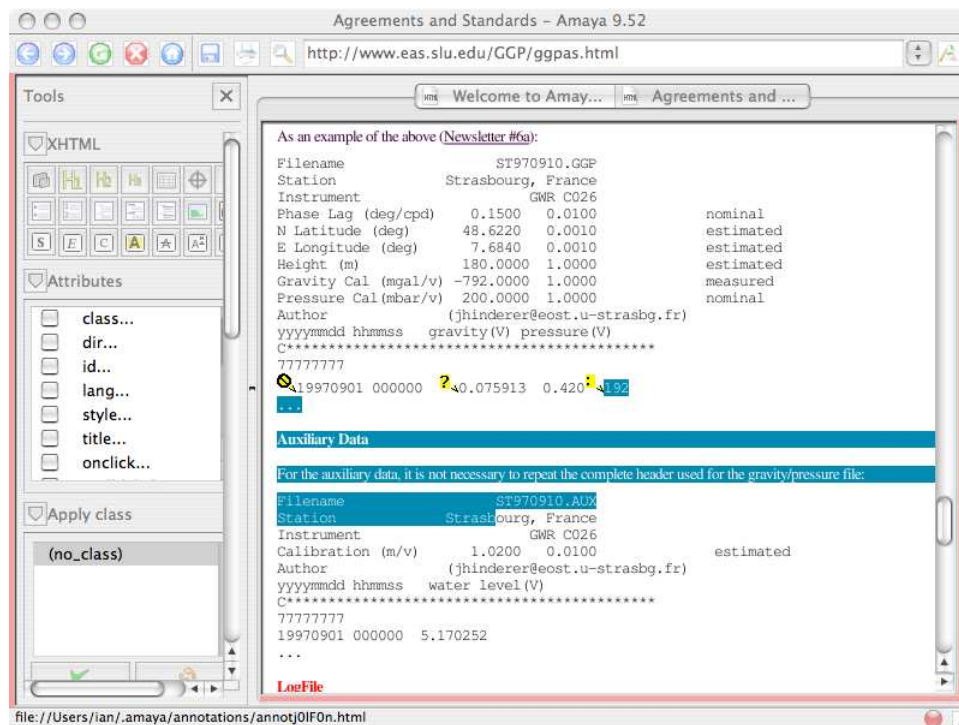 Agreements and Standards – Amaya 9.52
http://www.eas.slu.edu/GGP/ggpas.html
Tools
Welcome to Amay...
Agreements and ...
XHTML
H1 H2 H3
S E C A A
Attributes
class...
dir...
id...
lang...
style...
title...
onclick...
Apply class
(no_class)
As an example of the above (Newsletter #6a):
Filename ST970910.GGP
Station Strasbourg, France
Instrument GWR C026
Phase Lag (deg/cpd) 0.1500 0.0100 nominal
N Latitude (deg) 48.6220 0.0010 estimated
E Longitude (deg) 7.6840 0.0010 estimated
Height (m) 180.0000 1.0000 estimated
Gravity Cal (mgal/v) -792.0000 1.0000 measured
Pressure Cal(mbar/v) 200.0000 1.0000 nominal
Author (jhinderer@eost.u-strasbg.fr)
yyyymmdd hhmmss gravity(V) pressure(V)
C********************************************
77777777
19970901 000000 ? 0.075913 0.420 : 192
...
Auxiliary Data
For the auxiliary data, it is not necessary to repeat the complete header used for the gravity/pressure file:
Filename ST970910.AUX
Station Strasbourg, France
Instrument GWR C026
Calibration (m/v) 1.0200 0.0100 estimated
Author (jhinderer@eost.u-strasbg.fr)
yyyymmdd hhmmss water level(V)
C********************************************
77777777
19970901 000000 5.170252
...
LogFile
file://Users/ian/.amaya/annotations/annotj0lF0n.html